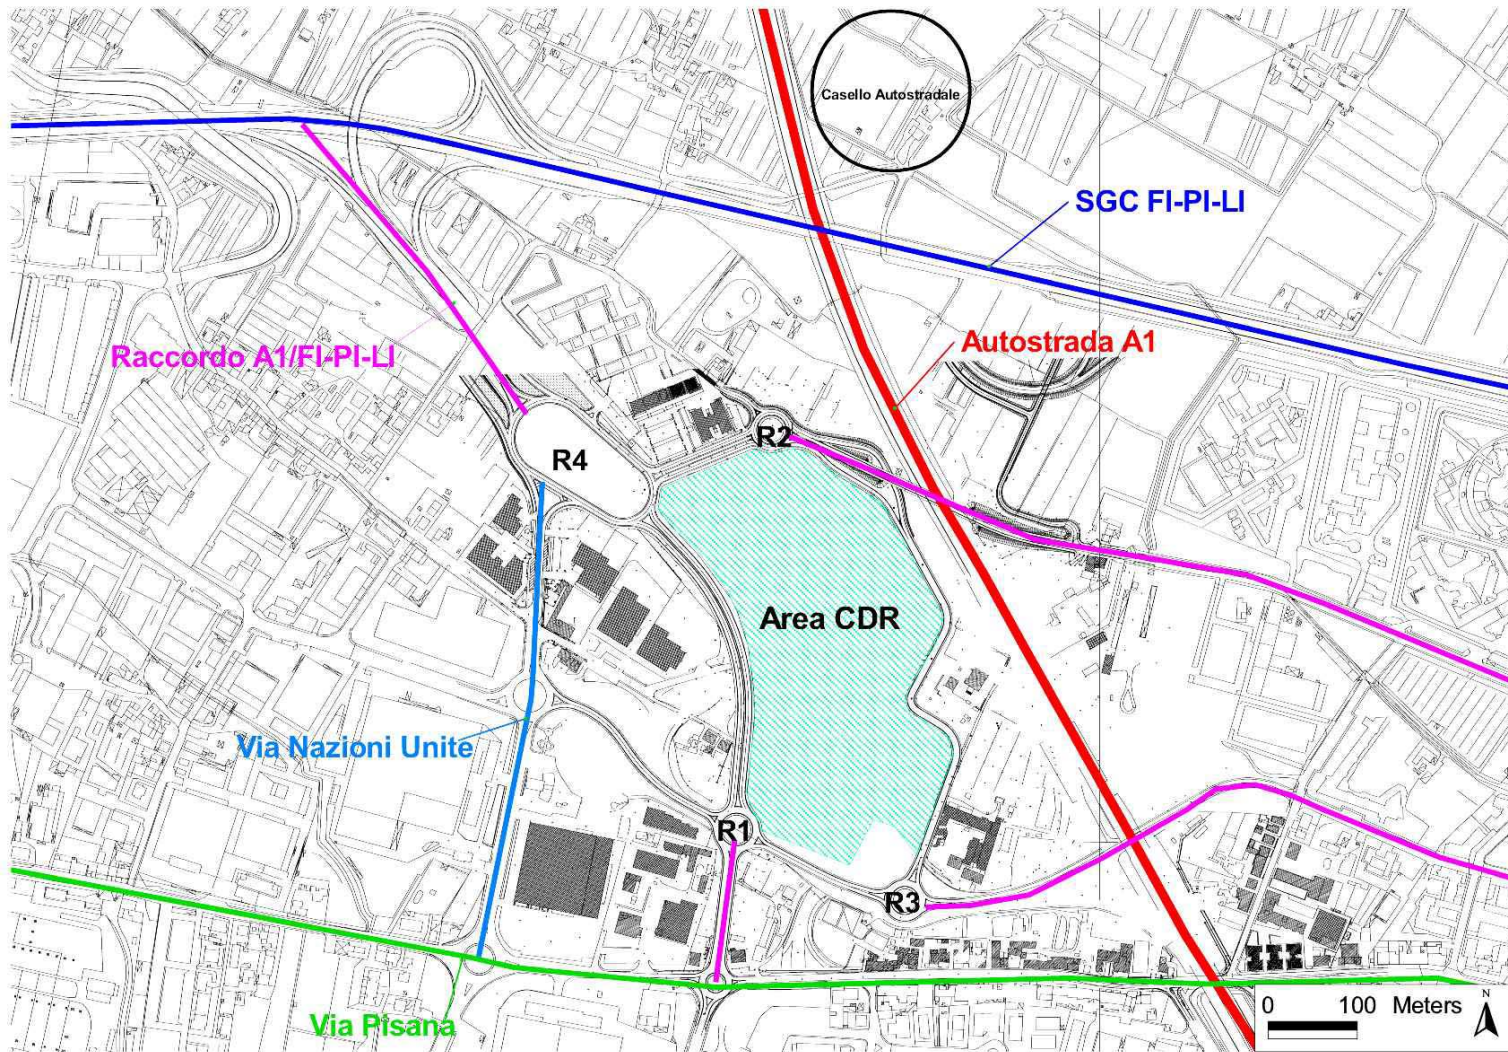 Casello Autostradale
SGC FI-PI-LI
Autostrada A1
Raccordo A1/FI-PI-LI
R2
R4
Area CDR
Via Nazioni Unite
R1
R3
Via Pisana
0 100 Meters
N